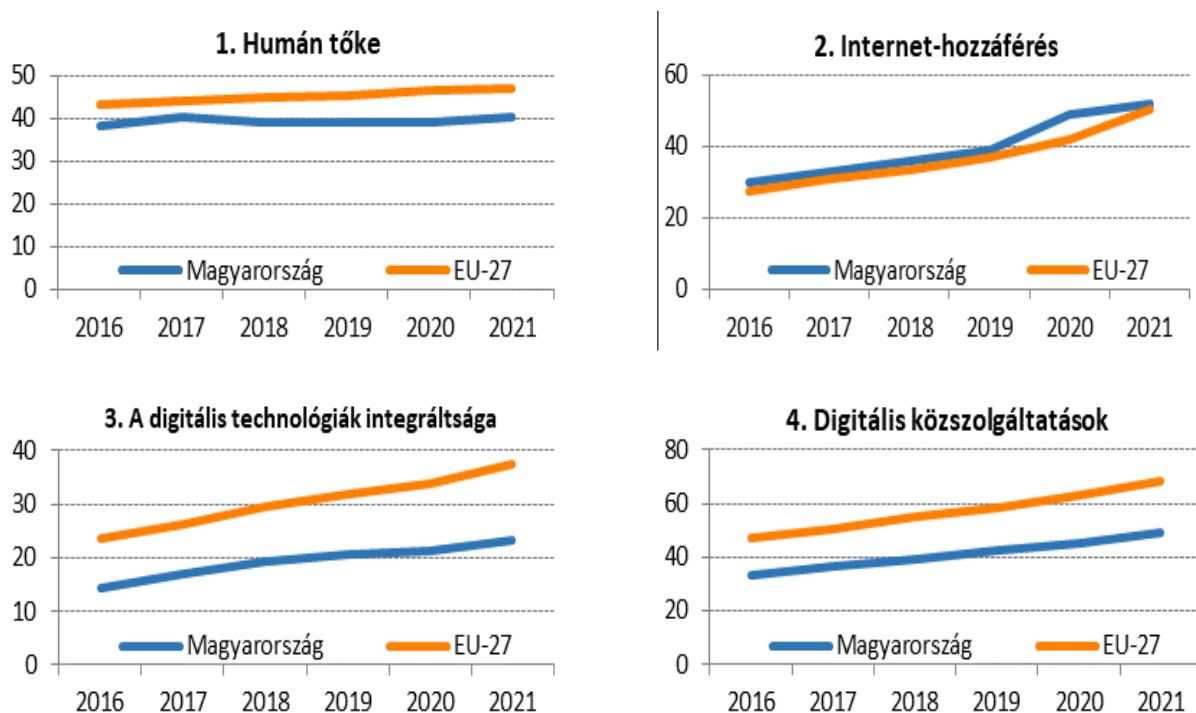 1. Humán tőke
50
40
30
20
10
0
Magyarország EU-27
2016 2017 2018 2019 2020 2021
2. Internet-hozzáférés
60
40
20
0
Magyarország EU-27
2016 2017 2018 2019 2020 2021
3. A digitális technológiák integráltsága
40
30
20
10
0
Magyarország EU-27
2016 2017 2018 2019 2020 2021
4. Digitális közszolgáltatások
80
60
40
20
0
Magyarország EU-27
2016 2017 2018 2019 2020 2021